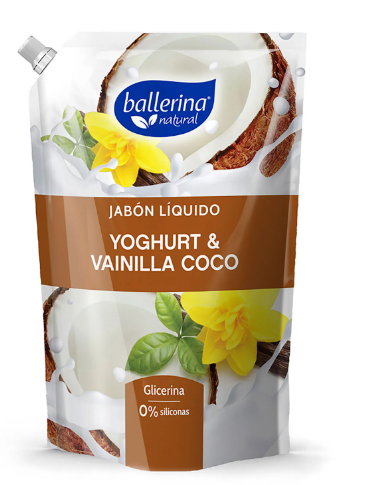 ballerina®
natural
JABÓN LÍQUIDO
YOGHURT &
VAINILLA COCO
Glicerina
0% siliconas